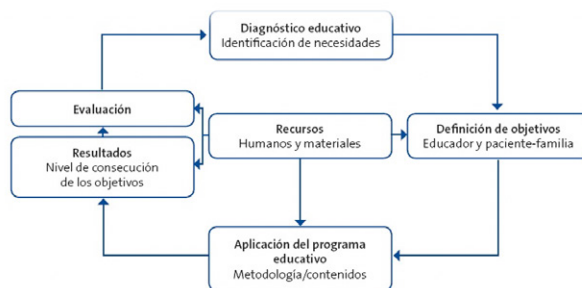 Diagnóstico educativo
Identificación de necesidades
Evaluación
Resultados
Nivel de consecución
de los objetivos
Recursos
Humanos y materiales
Definición de objetivos
Educador y paciente-familia
Aplicación del programa
educativo
Metodología/contenidos